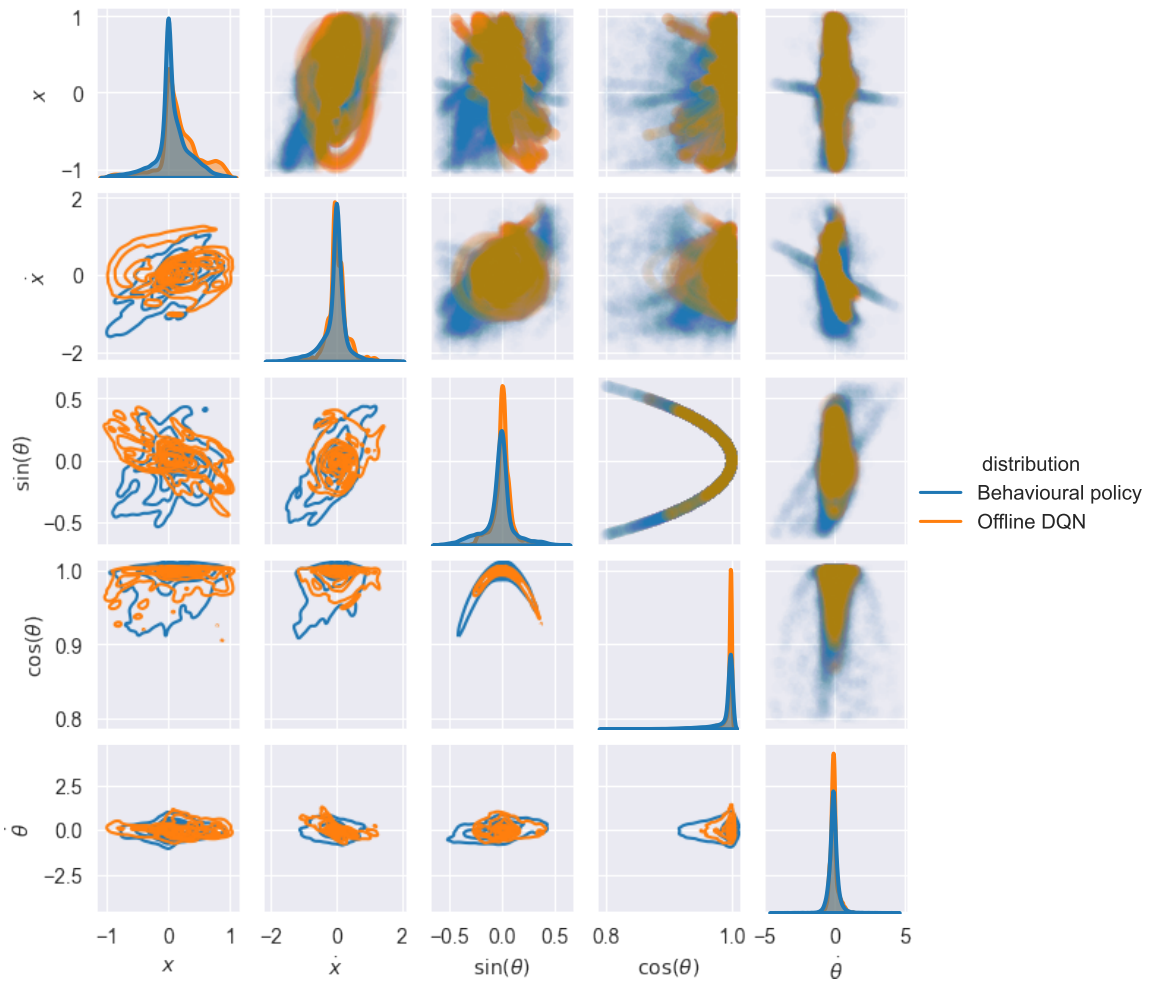 1
x
0
−1
2
ẋ
0
−2
0.5
sin(θ)
0.0
−0.5
distribution
Behavioural policy
Offline DQN
1.0
cos(θ)
0.9
0.8
2.5
θ̇
0.0
−2.5
−1 0 1 −2 0 2 −0.5 0.0 0.5 0.8 1.0 −5 0 5
x ẋ sin(θ) cos(θ) θ̇